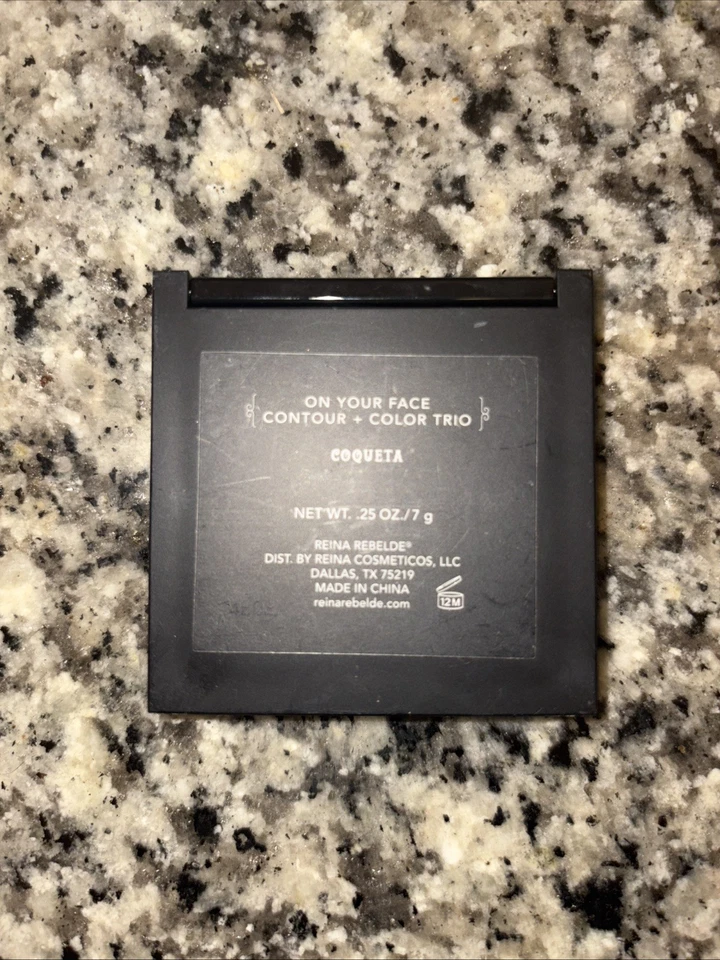 ON YOUR FACE
CONTOUR + COLOR TRIO
COQUETA
NET WT. .25 OZ./7 g
REINA REBELDE®
DIST. BY REINA COSMETICOS, LLC
DALLAS, TX 75219
MADE IN CHINA
reinarebelde.com
12M